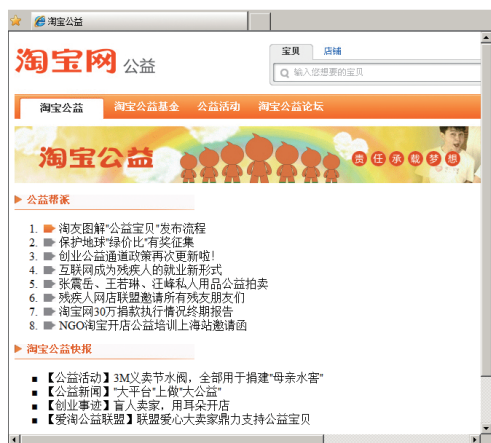 淘宝公益
淘宝网 公益
宝贝 店铺
输入您想要的宝贝
淘宝公益 淘宝公益基金 公益活动 淘宝公益论坛
淘宝公益 责任承载梦想
公益帮派
1. 淘友图解"公益宝贝"发布流程
2. 保护地球"绿价比"有奖征集
3. 创业公益通道政策再次更新啦!
4. 互联网成为残疾人的就业新形式
5. 张震岳、王若琳、汪峰私人用品公益拍卖
6. 残疾人网店联盟邀请所有残友朋友们
7. 淘宝网30万捐款执行情况终期报告
8. NGO淘宝开店公益培训上海站邀请函
淘宝公益快报
【公益活动】3M义卖节水阀，全部用于捐建"母亲水窖"
【公益新闻】"大平台"上做"大公益"
【创业事迹】盲人卖家，用耳朵开店
【爱淘公益联盟】联盟爱心大卖家鼎力支持公益宝贝